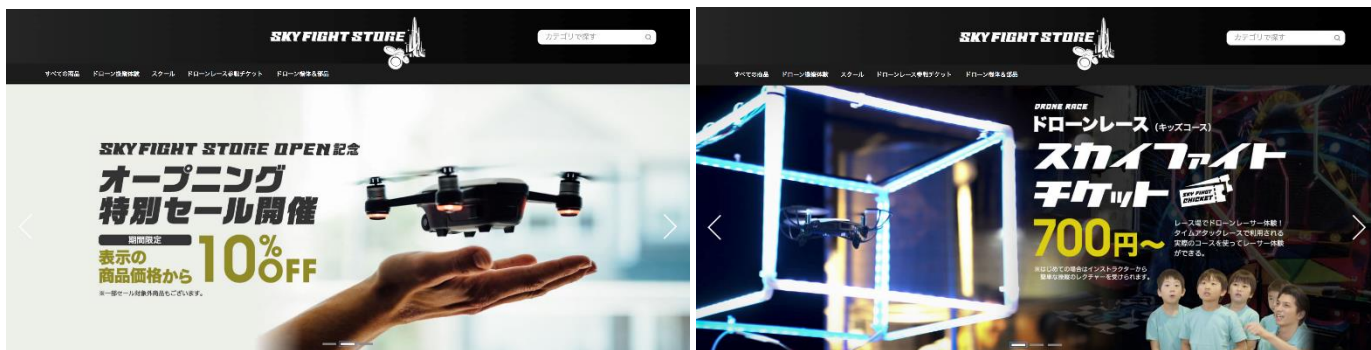 SKY FIGHT STORE
カテゴリで探す
すべての商品 ドローン操縦体験 スクール ドローンレース参戦チケット ドローン機体&部品
SKY FIGHT STORE OPEN記念
オープニング
特別セール開催
期間限定
表示の
商品価格から
10%OFF
※一部セール対象外商品もございます。
SKY FIGHT STORE
カテゴリで探す
すべての商品 ドローン操縦体験 スクール ドローンレース参戦チケット ドローン機体&部品
DRONE RACE
ドローンレース(キッズコース)
スカイファイト
チケット
SKY FIGHT
CHICKET
700円~
レース場でドローンレーサー体験!
タイムアタックレースで利用される
実際のコースを使ってレーサー体験
ができる。
※はじめての場合はインストラクターから
簡単な操縦のレクチャーを受けられます。